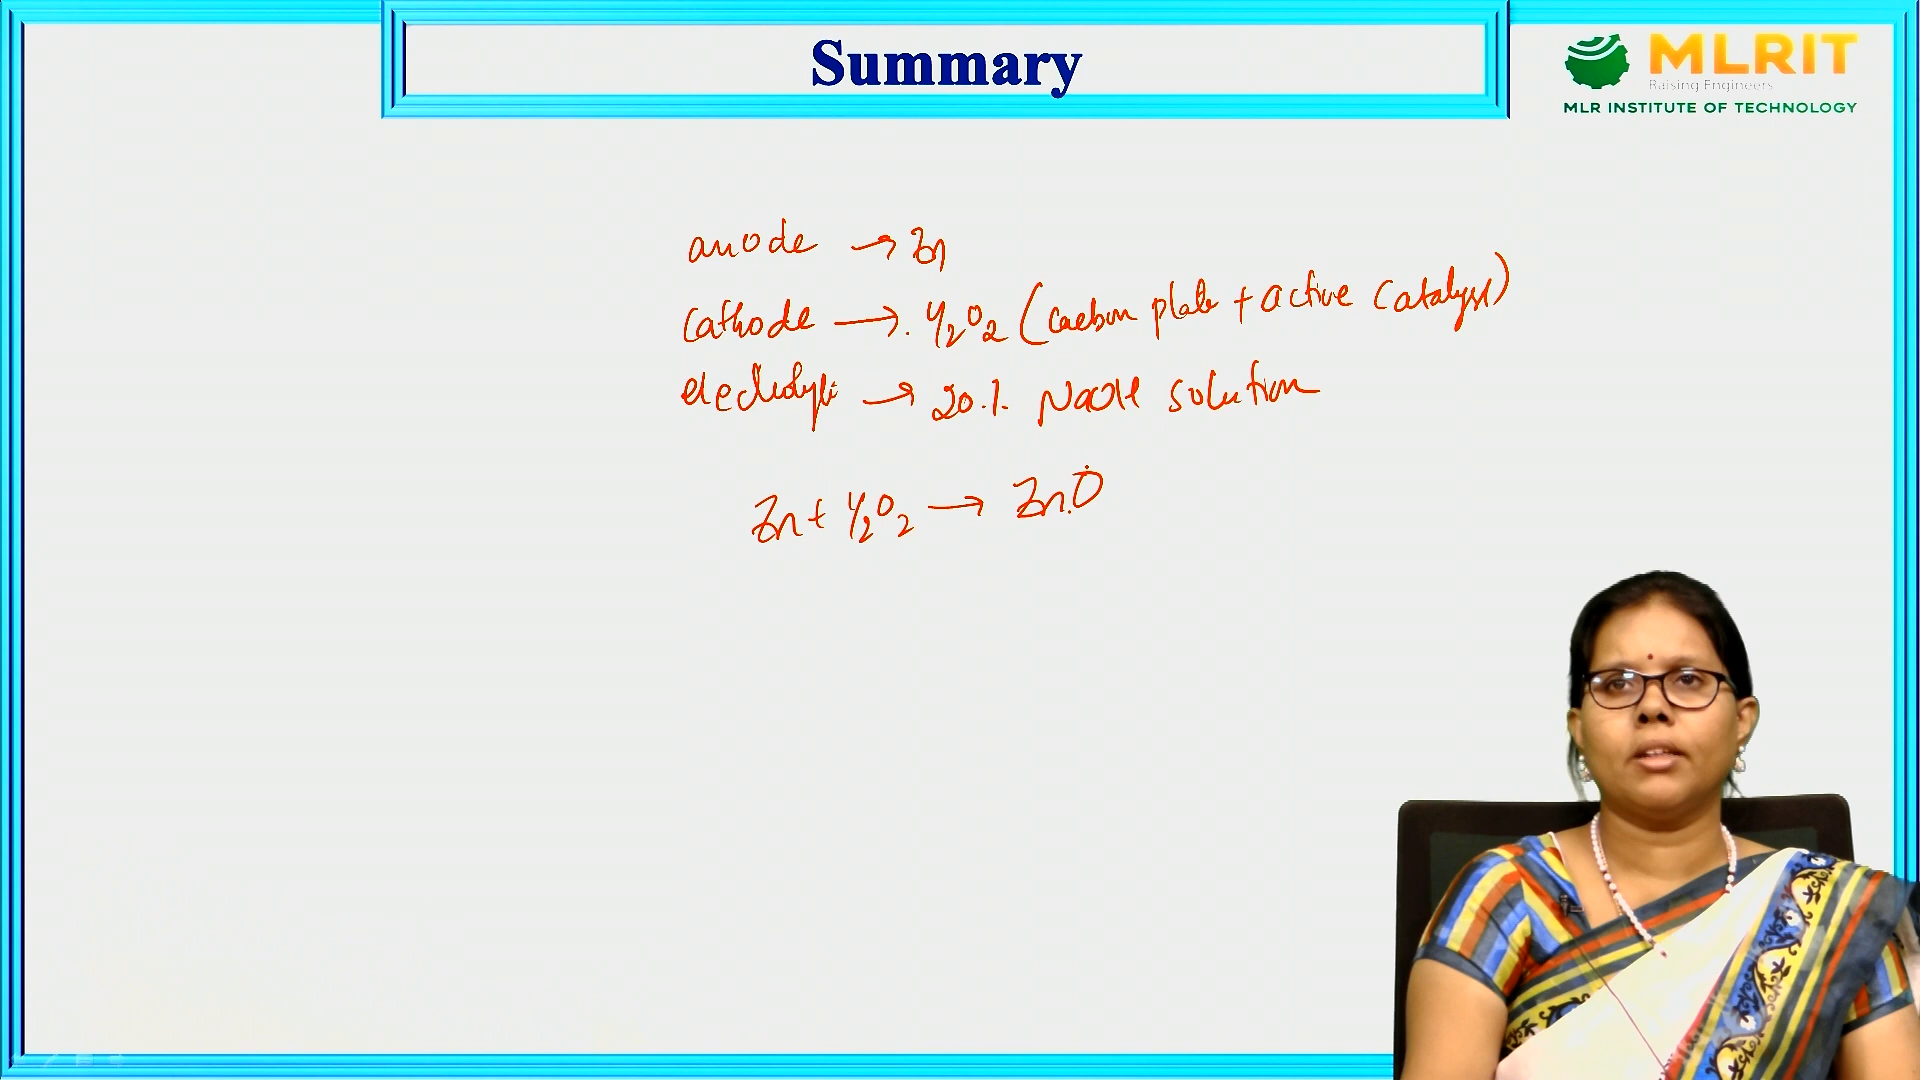 Summary
MLRIT
Raising Engineers
MLR INSTITUTE OF TECHNOLOGY
anode → Zn
Cathode → . 1/2O2 (Carbon plate + active Catalyst)
electrolyte → 20 % NaOH solution
Zn + 1/2O2 → ZnO